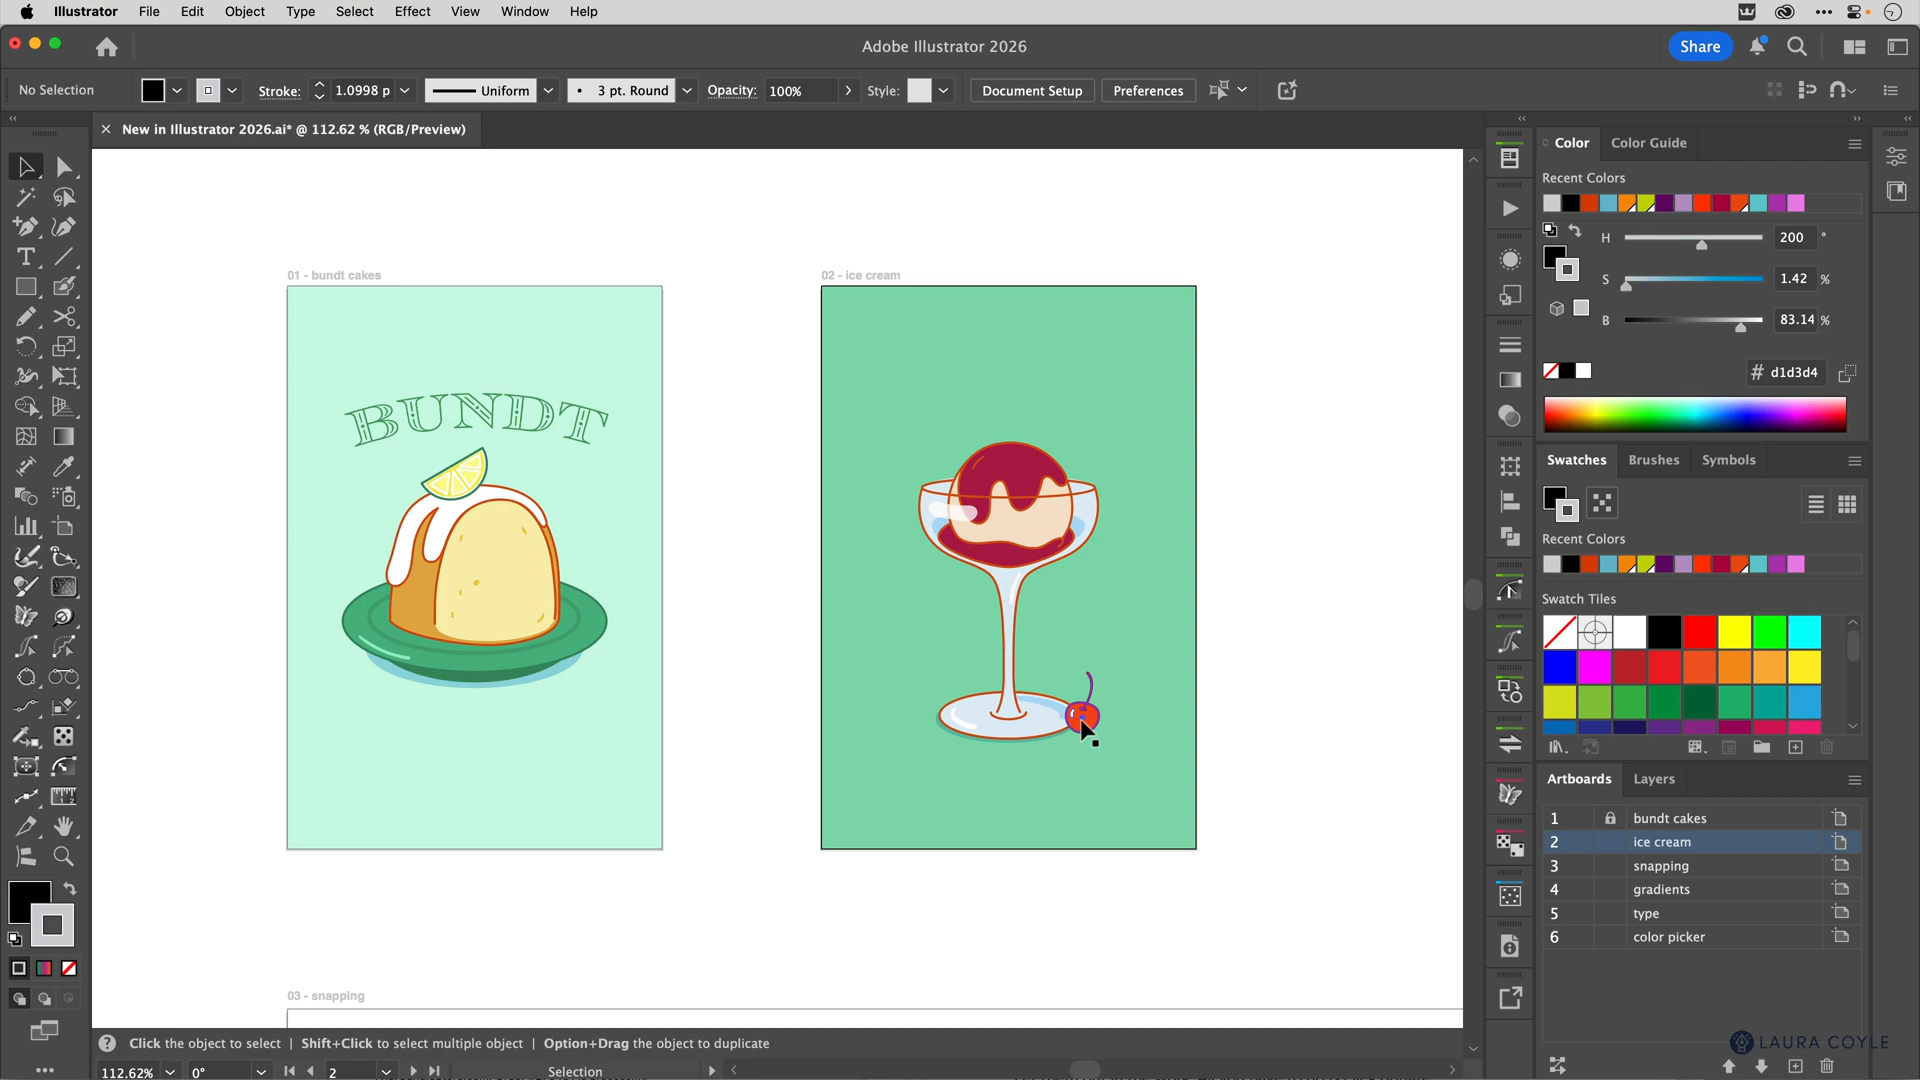 Illustrator File Edit Object Type Select Effect View Window Help
Adobe Illustrator 2026
Share
No Selection
Stroke: 1.0998 p
Uniform
3 pt. Round
Opacity: 100%
Style:
Document Setup
Preferences
New in Illustrator 2026.ai* @ 112.62 % (RGB/Preview)
01 - bundt cakes
02 - ice cream
BUNDT
03 - snapping
Color Color Guide
Recent Colors
H 200 °
S 1.42 %
B 83.14 %
# d1d3d4
Swatches Brushes Symbols
Recent Colors
Swatch Tiles
Artboards Layers
1 bundt cakes
2 ice cream
3 snapping
4 gradients
5 type
6 color picker
LAURA COYLE
Click the object to select | Shift+Click to select multiple object | Option+Drag the object to duplicate
112.62% 0° 2 Selection